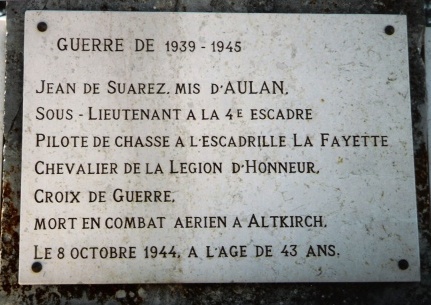 GUERRE DE 1939 - 1945
JEAN DE SUAREZ, MIS D'AULAN,
SOUS - LIEUTENANT A LA 4E ESCADRE
PILOTE DE CHASSE A L'ESCADRILLE LA FAYETTE
CHEVALIER DE LA LEGION D'HONNEUR,
CROIX DE GUERRE,
MORT EN COMBAT AERIEN A ALTKIRCH,
LE 8 OCTOBRE 1944, A L'AGE DE 43 ANS.